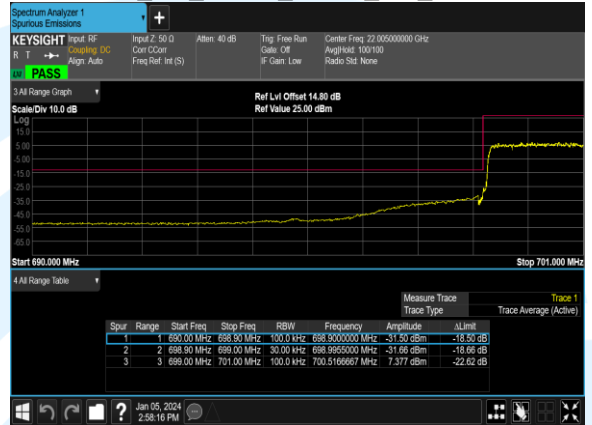 Spectrum Analyzer 1
Spurious Emissions
+
KEYSIGHT Input: RF Input Z: 50 Ω Atten: 40 dB Trig: Free Run Center Freq: 22.005000000 GHz
R T Coupling: DC Corr CCorr Gate: Off Avg|Hold: 100/100
Align: Auto Freq Ref: Int (S) IF Gain: Low Radio Std: None
PASS
3 All Range Graph
Ref Lvl Offset 14.80 dB
Scale/Div 10.0 dB Ref Value 25.00 dBm
Log
15.0
5.00
-5.00
-15.0
-25.0
-35.0
-45.0
-55.0
-65.0
Start 690.000 MHz Stop 701.000 MHz
4 All Range Table
Measure Trace Trace 1
Trace Type Trace Average (Active)
Spur Range Start Freq Stop Freq RBW Frequency Amplitude ΔLimit
1 1 690.00 MHz 698.90 MHz 100.0 kHz 698.9000000 MHz -31.50 dBm -18.50 dB
2 2 698.90 MHz 699.00 MHz 30.00 kHz 698.9955000 MHz -31.66 dBm -18.66 dB
3 3 699.00 MHz 701.00 MHz 100.0 kHz 700.5166667 MHz 7.377 dBm -22.62 dB
? Jan 05, 2024
2:58:16 PM